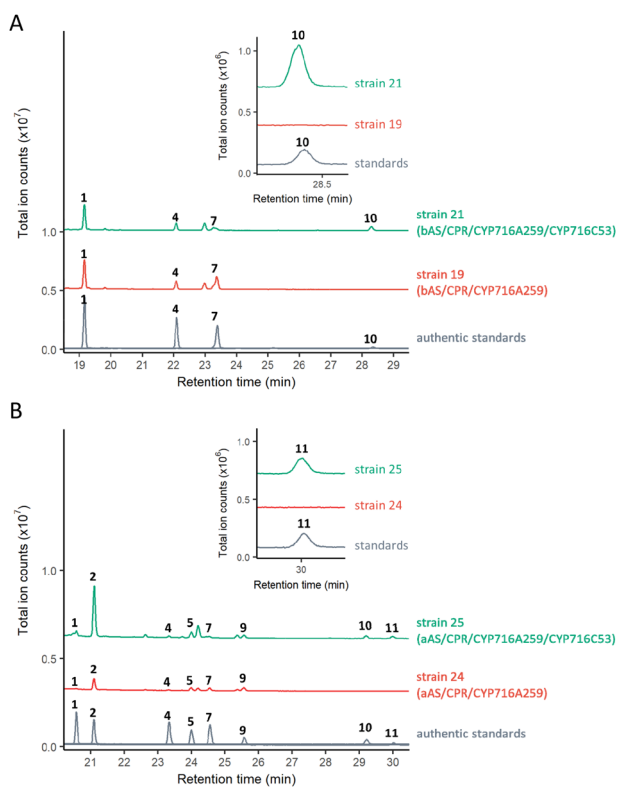 A
Total ion counts (x10⁷)
1.0
0.5
0.0
19 20 21 22 23 24 25 26 27 28 29
Retention time (min)
1 4 7 10
1 4 7
1 4 7 10
strain 21
(bAS/CPR/CYP716A259/CYP716C53)
strain 19
(bAS/CPR/CYP716A259)
authentic standards
Total ion counts (x10⁶)
1.0
0.5
0.0
10
strain 21
strain 19
10
standards
28.5
Retention time (min)
B
Total ion counts (x10⁷)
1.0
0.5
0.0
21 22 23 24 25 26 27 28 29 30
Retention time (min)
1 2 4 5 7 9 10 11
1 2 4 5 7 9
1 2 4 5 7 9 10 11
strain 25
(aAS/CPR/CYP716A259/CYP716C53)
strain 24
(aAS/CPR/CYP716A259)
authentic standards
Total ion counts (x10⁶)
1.0
0.5
0.0
11
strain 25
strain 24
11
standards
30
Retention time (min)